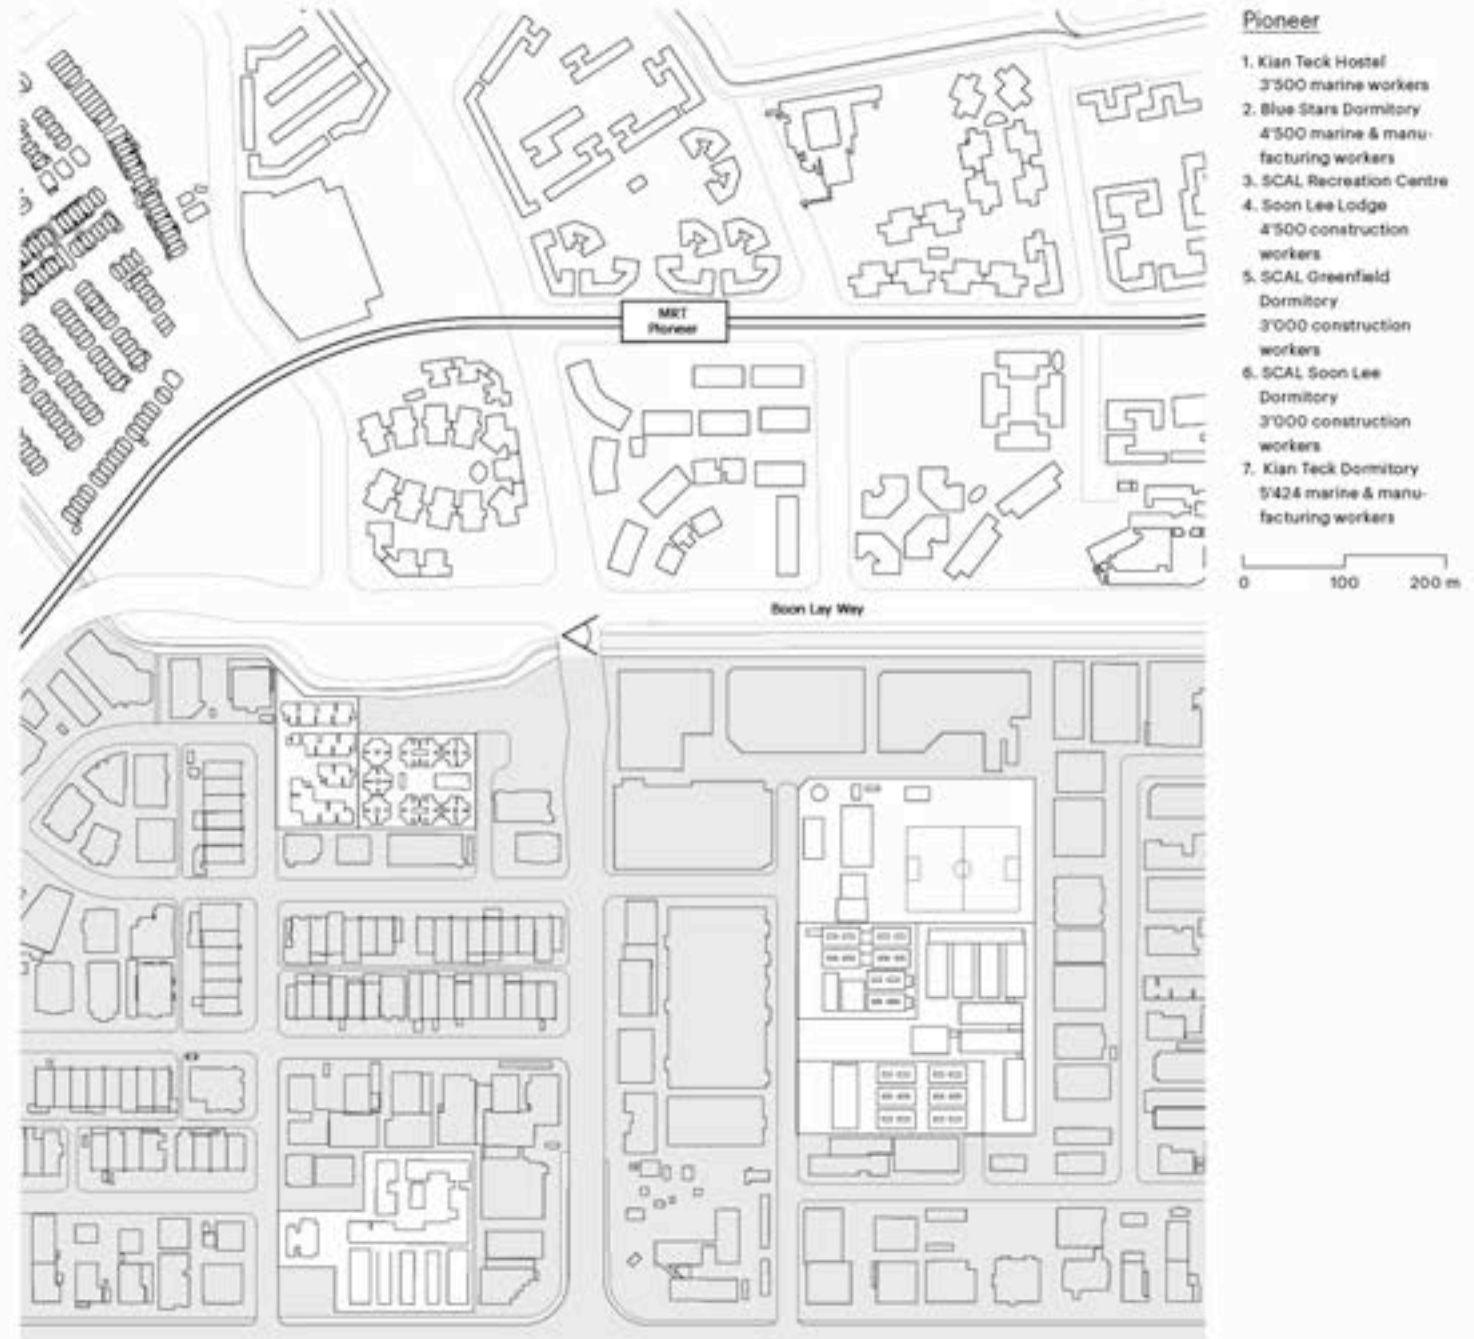 Pioneer
1. Kian Teck Hostel
3'500 marine workers
2. Blue Stars Dormitory
4'500 marine & manu-
facturing workers
3. SCAL Recreation Centre
4. Soon Lee Lodge
4'500 construction
workers
5. SCAL Greenfield
Dormitory
3'000 construction
workers
6. SCAL Soon Lee
Dormitory
3'000 construction
workers
7. Kian Teck Dormitory
5'424 marine & manu-
facturing workers
0 100 200 m
MRT
Pioneer
Boon Lay Way